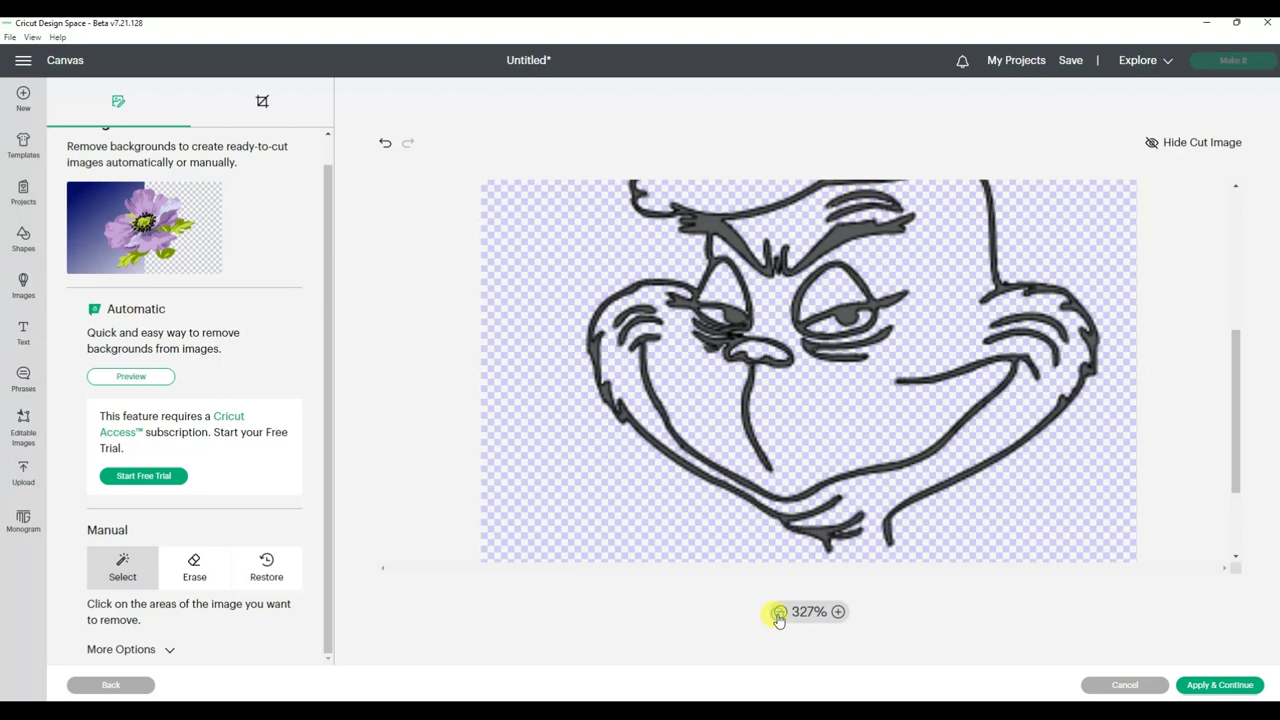 Cricut Design Space - Beta v7.21.128
File View Help
Canvas
Untitled*
My Projects Save | Explore Make It
New
Templates
Projects
Shapes
Images
Text
Phrases
Editable
Images
Upload
Monogram
Remove backgrounds to create ready-to-cut
images automatically or manually.
a Automatic
Quick and easy way to remove
backgrounds from images.
Preview
This feature requires a Cricut
Access™ subscription. Start your Free
Trial.
Start Free Trial
Manual
Select Erase Restore
Click on the areas of the image you want
to remove.
More Options
Back
Hide Cut Image
327%
Cancel Apply & Continue